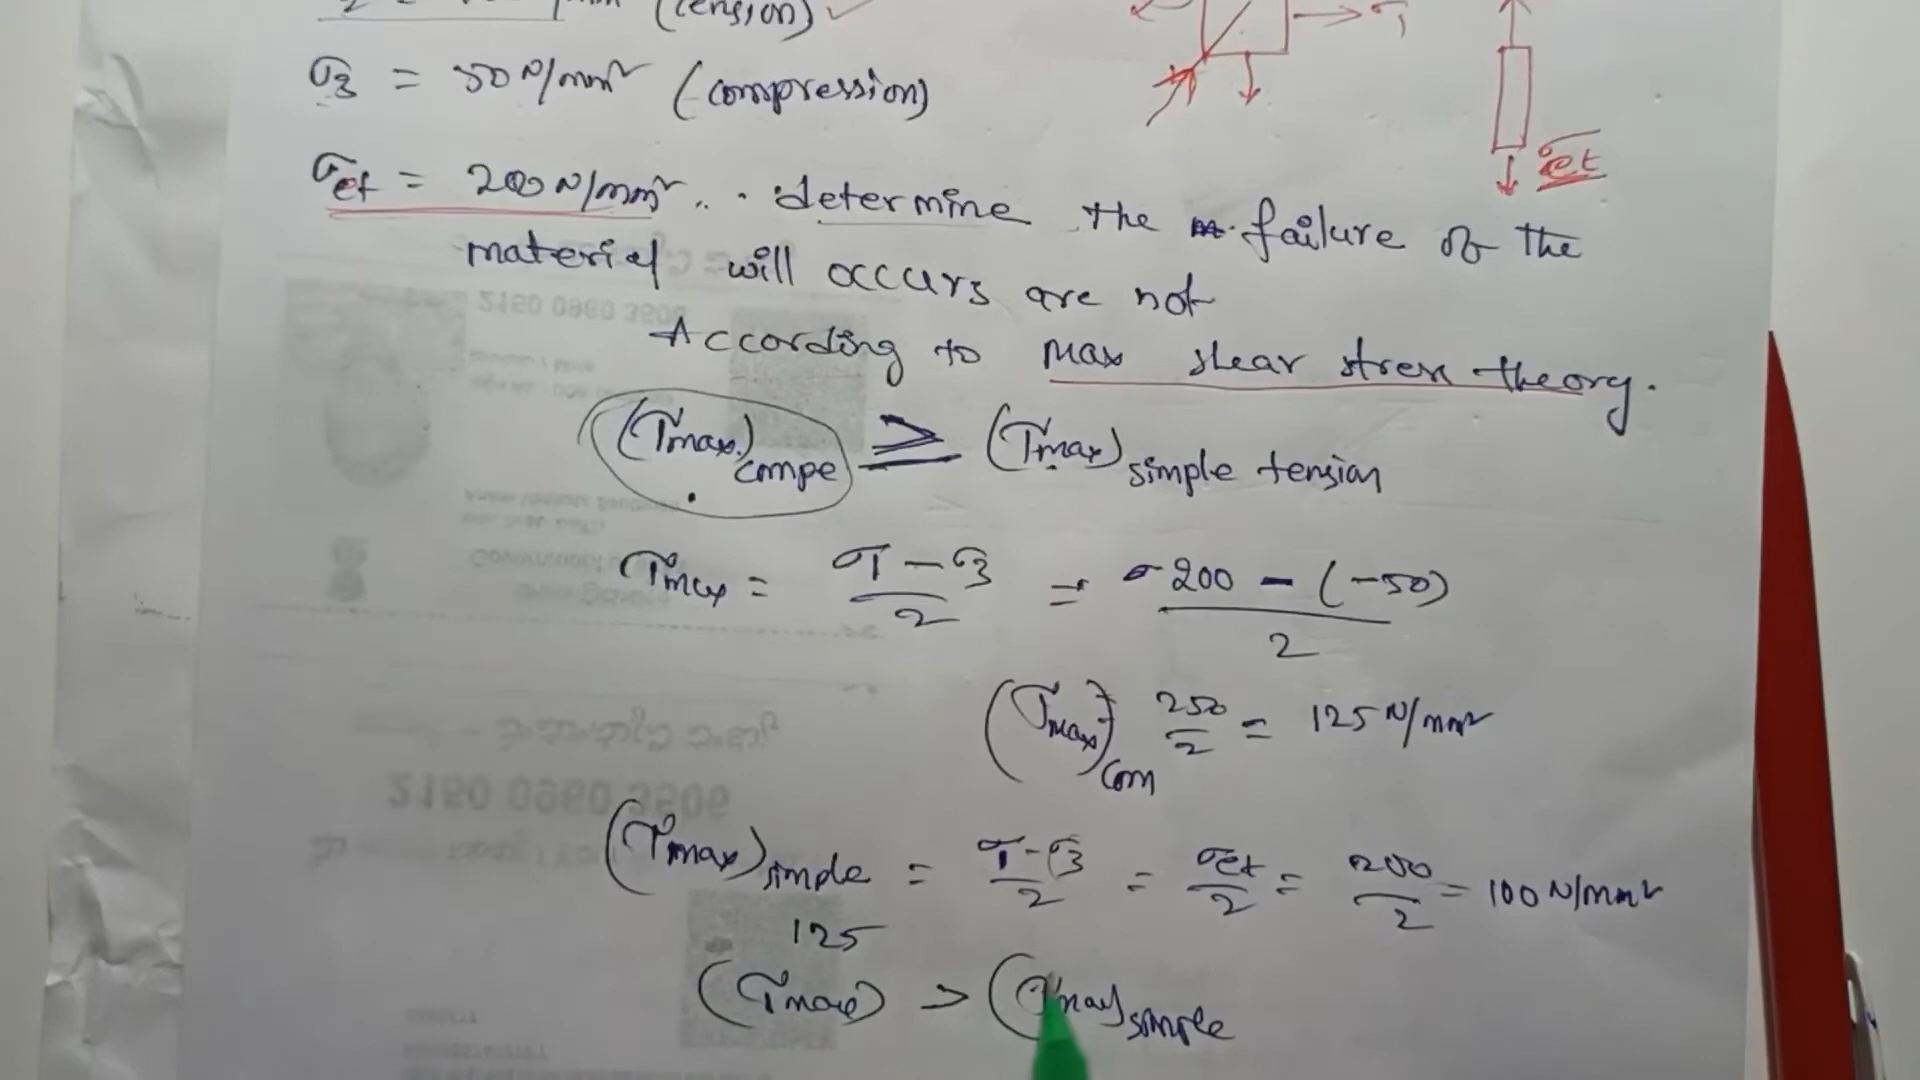 (tension) ✓
σ3 = 50 N/mm² (compression)
σ1
σet
σet = 200 N/mm² .. . determine the failure of the
material will occurs are not
According to max shear stress theory.
(τmax)compe ≥ (τmax)simple tension
τmax = σ1 - σ3 / 2 = 200 - (-50) / 2
(τmax)com = 250/2 = 125 N/mm²
(τmax)simple = σ1 - σ3 / 2 = σet / 2 = 200 / 2 = 100 N/mm²
125
(τmax) > (τmax)simple